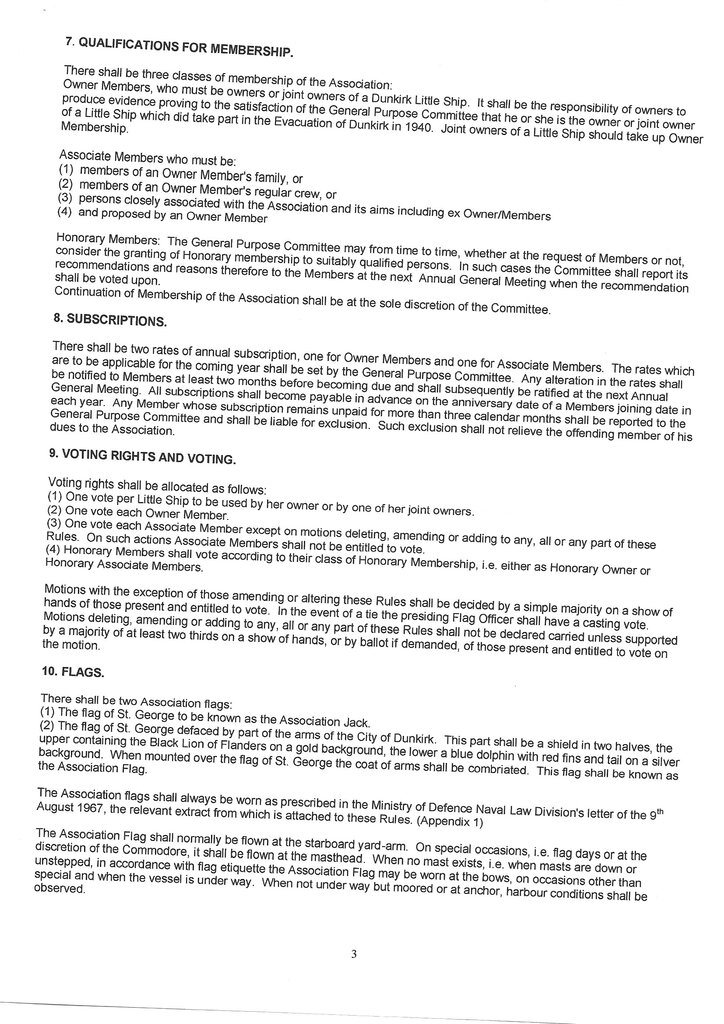 7. QUALIFICATIONS FOR MEMBERSHIP.
There shall be three classes of membership of the Association:
Owner Members, who must be owners or joint owners of a Dunkirk Little Ship. It shall be the responsibility of owners to
produce evidence proving to the satisfaction of the General Purpose Committee that he or she is the owner or joint owner
of a Little Ship which did take part in the Evacuation of Dunkirk in 1940. Joint owners of a Little Ship should take up Owner
Membership.
Associate Members who must be:
(1) members of an Owner Member's family, or
(2) members of an Owner Member's regular crew, or
(3) persons closely associated with the Association and its aims including ex Owner/Members
(4) and proposed by an Owner Member
Honorary Members: The General Purpose Committee may from time to time, whether at the request of Members or not,
consider the granting of Honorary membership to suitably qualified persons. In such cases the Committee shall report its
recommendations and reasons therefore to the Members at the next Annual General Meeting when the recommendation
shall be voted upon.
Continuation of Membership of the Association shall be at the sole discretion of the Committee.
8. SUBSCRIPTIONS.
There shall be two rates of annual subscription, one for Owner Members and one for Associate Members. The rates which
are to be applicable for the coming year shall be set by the General Purpose Committee. Any alteration in the rates shall
be notified to Members at least two months before becoming due and shall subsequently be ratified at the next Annual
General Meeting. All subscriptions shall become payable in advance on the anniversary date of a Members joining date in
each year. Any Member whose subscription remains unpaid for more than three calendar months shall be reported to the
General Purpose Committee and shall be liable for exclusion. Such exclusion shall not relieve the offending member of his
dues to the Association.
9. VOTING RIGHTS AND VOTING.
Voting rights shall be allocated as follows:
(1) One vote per Little Ship to be used by her owner or by one of her joint owners.
(2) One vote each Owner Member.
(3) One vote each Associate Member except on motions deleting, amending or adding to any, all or any part of these
Rules. On such actions Associate Members shall not be entitled to vote.
(4) Honorary Members shall vote according to their class of Honorary Membership, i.e. either as Honorary Owner or
Honorary Associate Members.
Motions with the exception of those amending or altering these Rules shall be decided by a simple majority on a show of
hands of those present and entitled to vote. In the event of a tie the presiding Flag Officer shall have a casting vote.
Motions deleting, amending or adding to any, all or any part of these Rules shall not be declared carried unless supported
by a majority of at least two thirds on a show of hands, or by ballot if demanded, of those present and entitled to vote on
the motion.
10. FLAGS.
There shall be two Association flags:
(1) The flag of St. George to be known as the Association Jack.
(2) The flag of St. George defaced by part of the arms of the City of Dunkirk. This part shall be a shield in two halves, the
upper containing the Black Lion of Flanders on a gold background, the lower a blue dolphin with red fins and tail on a silver
background. When mounted over the flag of St. George the coat of arms shall be combriated. This flag shall be known as
the Association Flag.
The Association flags shall always be worn as prescribed in the Ministry of Defence Naval Law Division's letter of the 9th
August 1967, the relevant extract from which is attached to these Rules. (Appendix 1)
The Association Flag shall normally be flown at the starboard yard-arm. On special occasions, i.e. flag days or at the
discretion of the Commodore, it shall be flown at the masthead. When no mast exists, i.e. when masts are down or
unstepped, in accordance with flag etiquette the Association Flag may be worn at the bows, on occasions other than
special and when the vessel is under way. When not under way but moored or at anchor, harbour conditions shall be
observed.
3